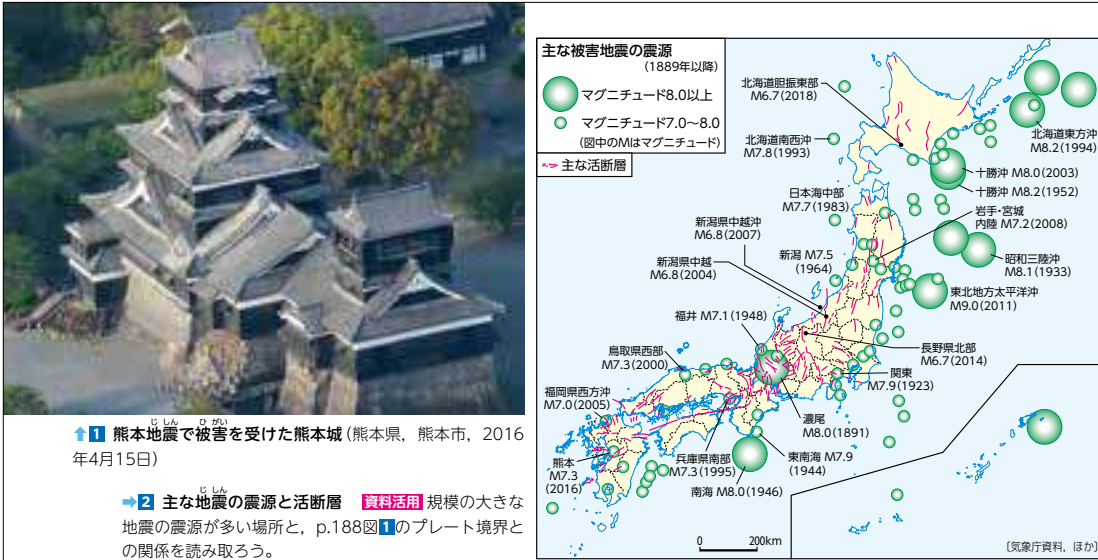 ↑1 熊本地震で被害を受けた熊本城(熊本県，熊本市，2016
年4月15日)
→2 主な地震の震源と活断層 資料活用 規模の大きな
地震の震源が多い場所と，p.188図1のプレート境界と
の関係を読み取ろう。
じしん
ひがい
じしん
主な被害地震の震源
(1889年以降)
マグニチュード8.0以上
マグニチュード7.0～8.0
(図中のMはマグニチュード)
主な活断層
北海道胆振東部
M6.7(2018)
北海道南西沖
M7.8(1993)
北海道東方沖
M8.2(1994)
十勝沖 M8.0(2003)
十勝沖 M8.2(1952)
日本海中部
M7.7(1983)
岩手・宮城
内陸 M7.2(2008)
新潟県中越沖
M6.8(2007)
新潟 M7.5
(1964)
昭和三陸沖
M8.1(1933)
新潟県中越
M6.8(2004)
東北地方太平洋沖
M9.0(2011)
福井 M7.1(1948)
長野県北部
M6.7(2014)
鳥取県西部
M7.3(2000)
関東
M7.9(1923)
福岡県西方沖
M7.0(2005)
濃尾
M8.0(1891)
兵庫県南部
M7.3(1995)
東南海 M7.9
(1944)
熊本
M7.3
(2016)
南海 M8.0(1946)
0 200km
〔気象庁資料，ほか〕